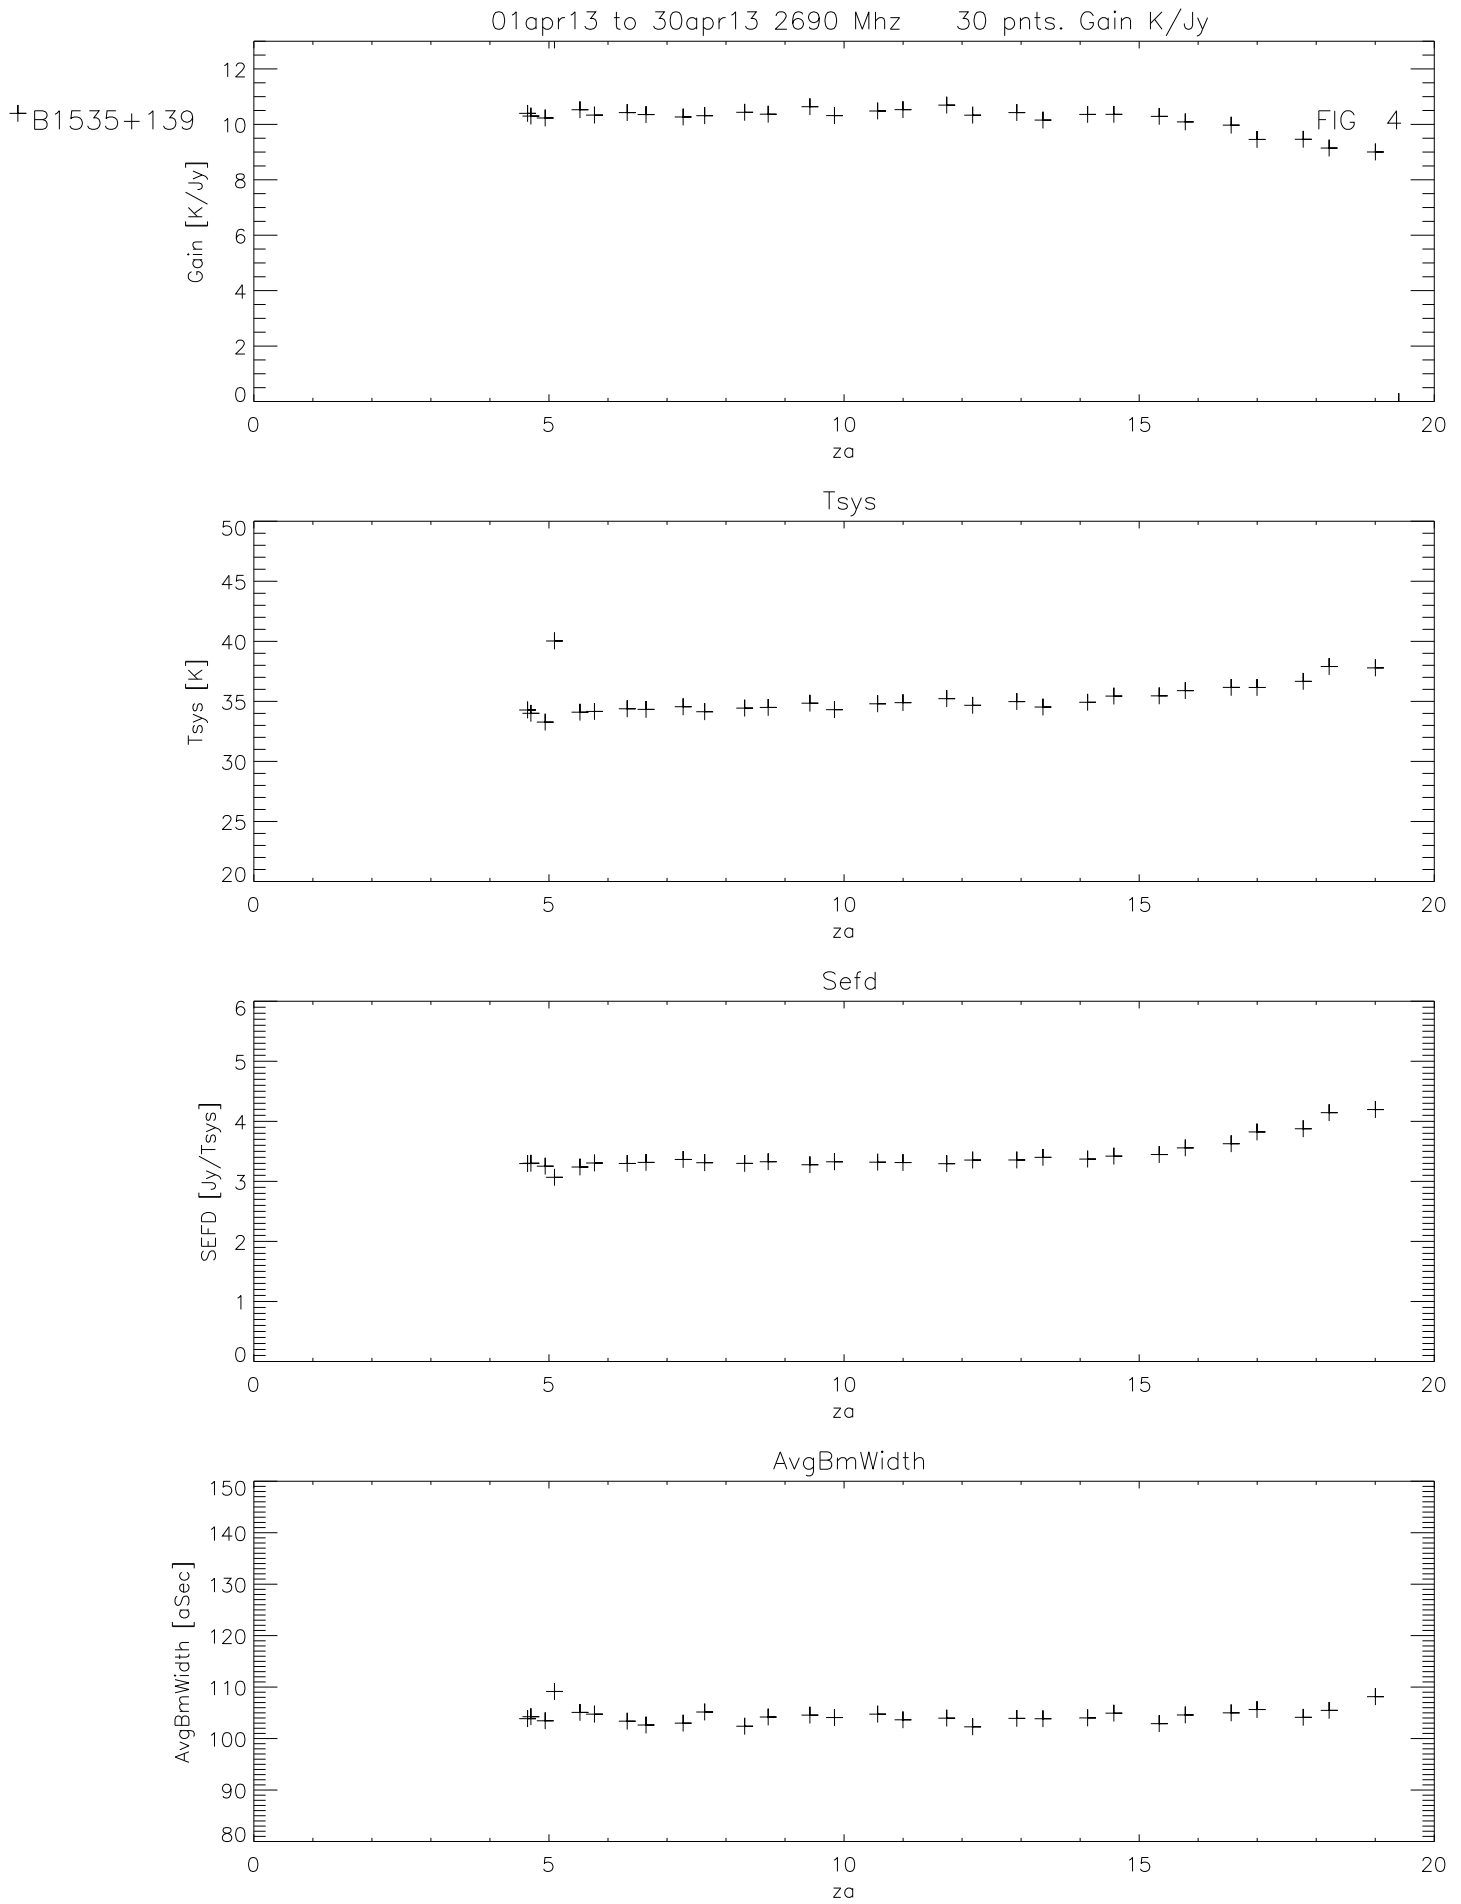 01apr13 to 30apr13 2690 Mhz 30 pnts. Gain K/Jy
B1535+139
FIG 4
12
10
8
6
4
2
0
Gain [K/Jy]
0 5 10 15 20
za
Tsys
50
45
40
35
30
25
20
Tsys [K]
0 5 10 15 20
za
Sefd
6
5
4
3
2
1
0
SEFD [Jy/Tsys]
0 5 10 15 20
za
AvgBmWidth
150
140
130
120
110
100
90
80
AvgBmWidth [aSec]
0 5 10 15 20
za